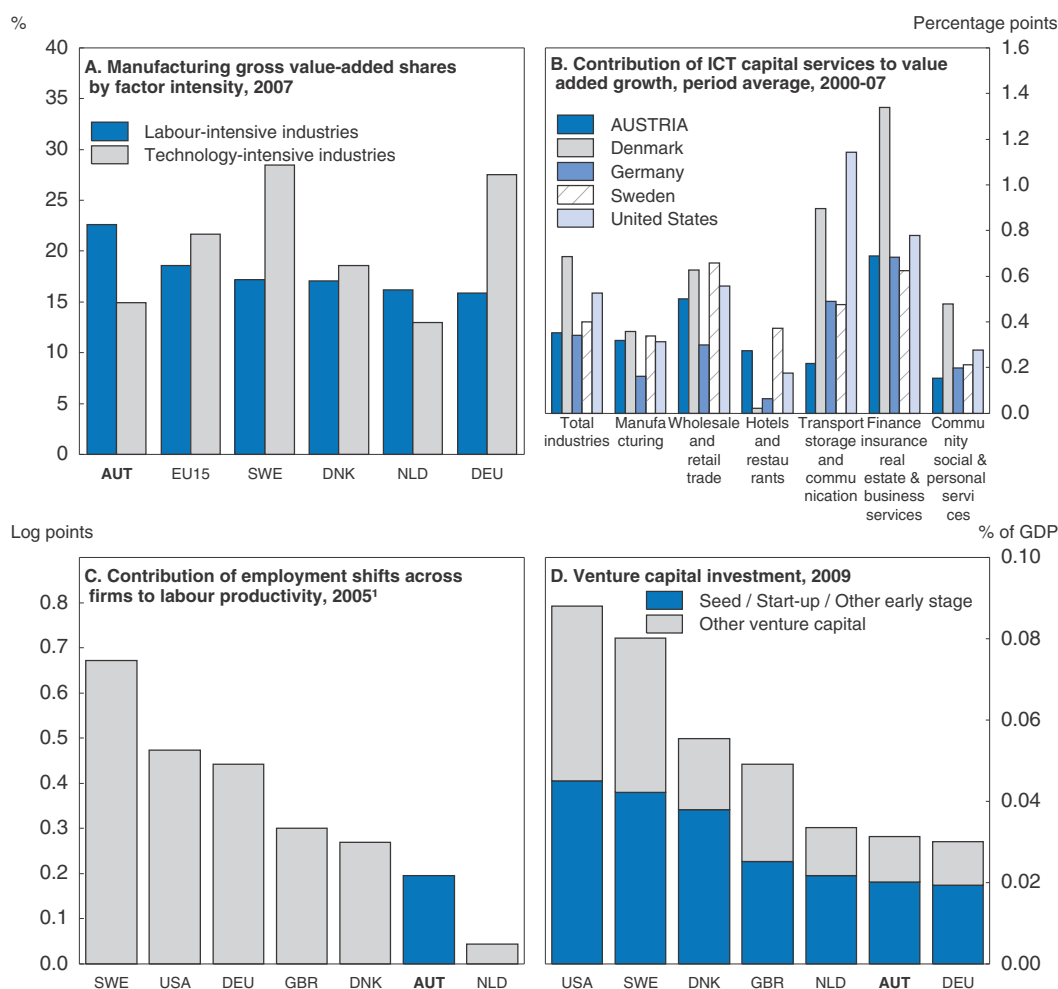 %
Percentage points
A. Manufacturing gross value-added shares
by factor intensity, 2007
Labour-intensive industries
Technology-intensive industries
40
35
30
25
20
15
10
5
0
AUT EU15 SWE DNK NLD DEU
B. Contribution of ICT capital services to value
added growth, period average, 2000-07
AUSTRIA
Denmark
Germany
Sweden
United States
1.6
1.4
1.2
1.0
0.8
0.6
0.4
0.2
0.0
Total
industries
Manufa
cturing
Wholesale
and
retail
trade
Hotels
and
restau
rants
Transport
storage
and
commu
nication
Finance
insurance
real
estate &
business
services
Commu
nity
social &
personal
servi
ces
Log points
% of GDP
C. Contribution of employment shifts across
firms to labour productivity, 2005¹
0.8
0.7
0.6
0.5
0.4
0.3
0.2
0.1
0.0
SWE USA DEU GBR DNK AUT NLD
D. Venture capital investment, 2009
Seed / Start-up / Other early stage
Other venture capital
0.10
0.08
0.06
0.04
0.02
0.00
USA SWE DNK GBR NLD AUT DEU